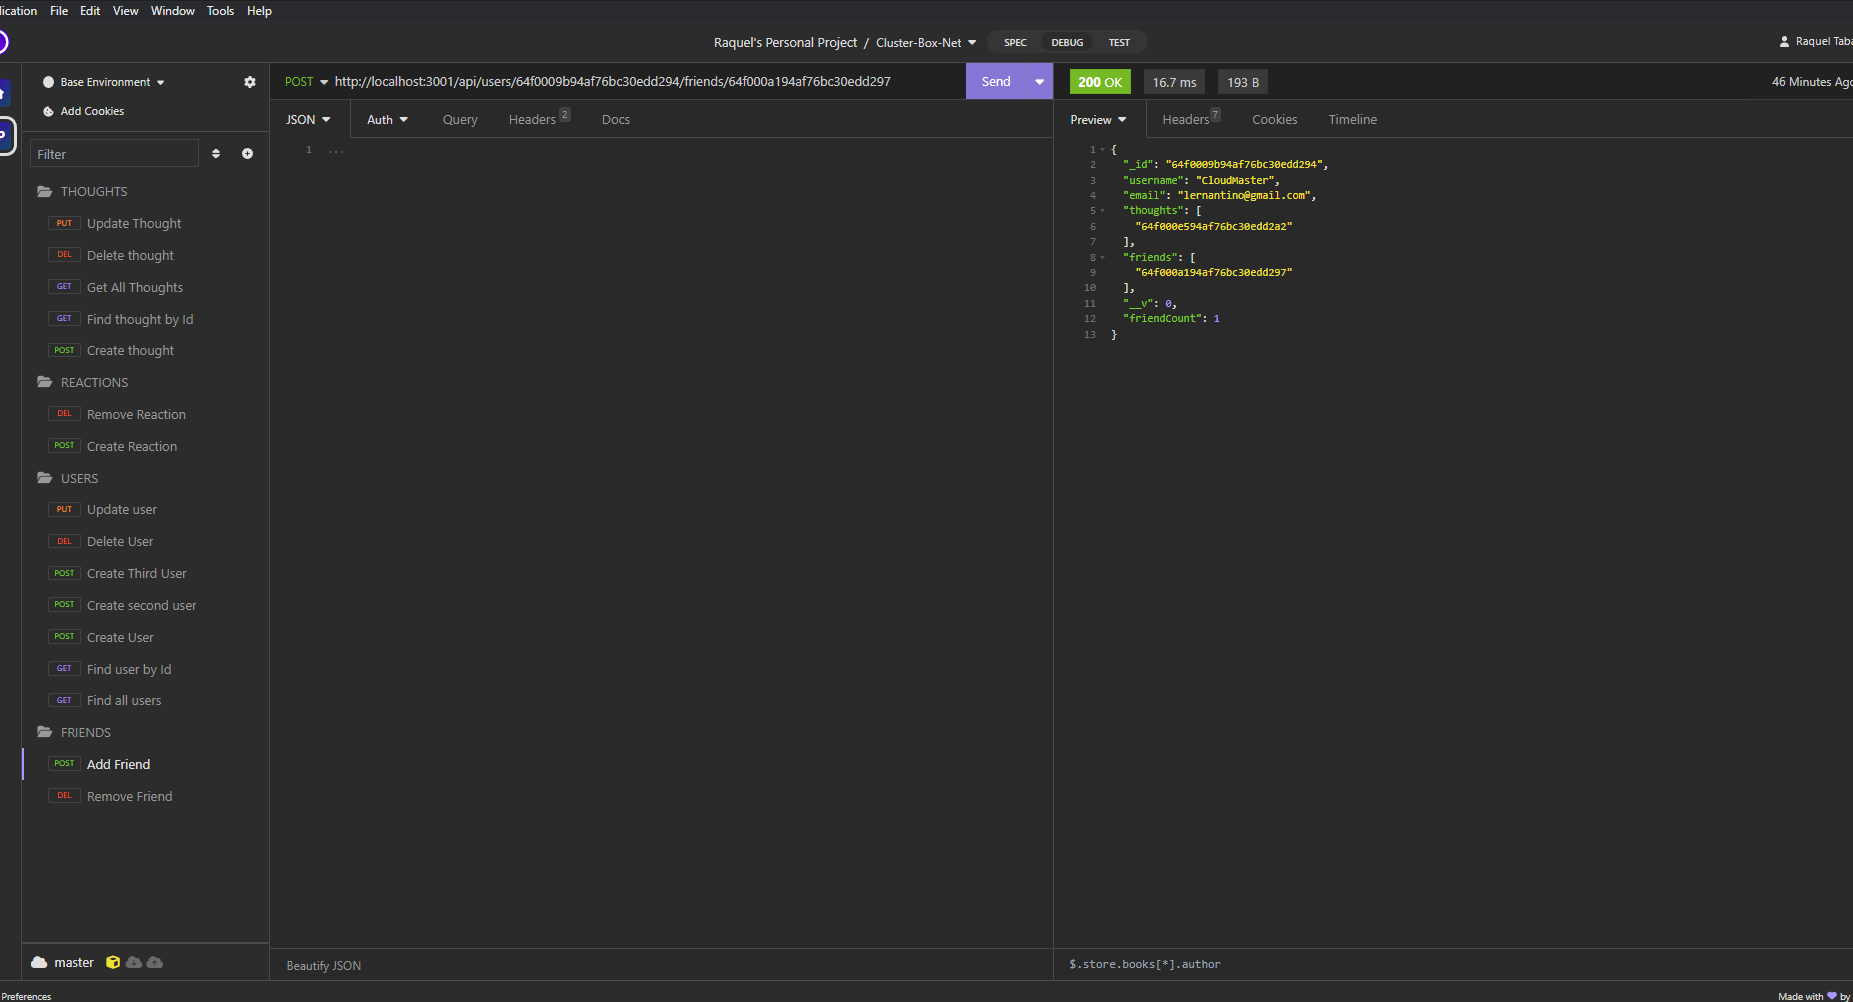 lication File Edit View Window Tools Help
Raquel's Personal Project / Cluster-Box-Net SPEC DEBUG TEST Raquel Taba
Base Environment
Add Cookies
Filter
THOUGHTS
PUT Update Thought
DEL Delete thought
GET Get All Thoughts
GET Find thought by Id
POST Create thought
REACTIONS
DEL Remove Reaction
POST Create Reaction
USERS
PUT Update user
DEL Delete User
POST Create Third User
POST Create second user
POST Create User
GET Find user by Id
GET Find all users
FRIENDS
POST Add Friend
DEL Remove Friend
master
Preferences
POST http://localhost:3001/api/users/64f0009b94af76bc30edd294/friends/64f000a194af76bc30edd297 Send
JSON Auth Query Headers 2 Docs
1 ...
Beautify JSON
200 OK 16.7 ms 193 B 46 Minutes Ago
Preview Headers 7 Cookies Timeline
1 {
2 "_id": "64f0009b94af76bc30edd294",
3 "username": "CloudMaster",
4 "email": "lernantino@gmail.com",
5 "thoughts": [
6 "64f000e594af76bc30edd2a2"
7 ],
8 "friends": [
9 "64f000a194af76bc30edd297"
10 ],
11 "__v": 0,
12 "friendCount": 1
13 }
$.store.books[*].author
Made with by